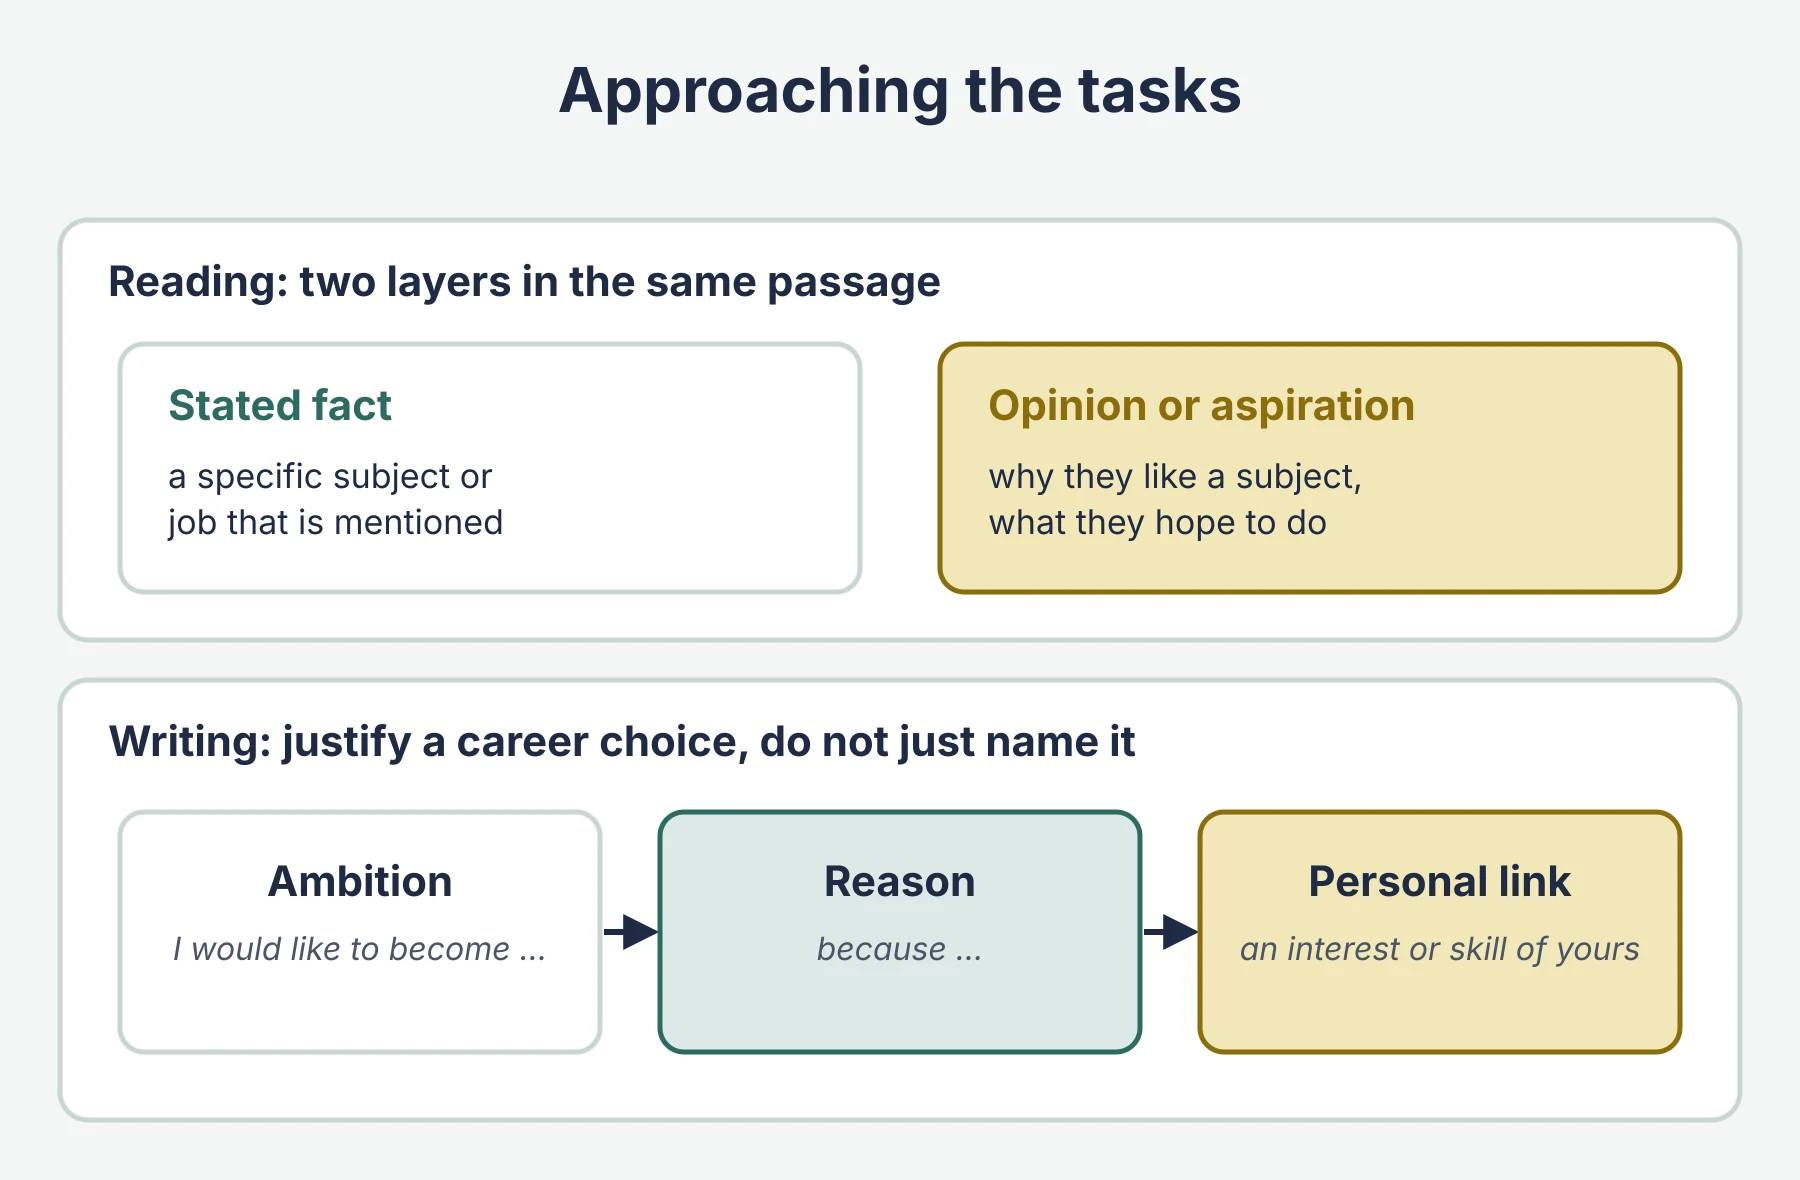 Approaching the tasks
Reading: two layers in the same passage
Stated fact
a specific subject or
job that is mentioned
Opinion or aspiration
why they like a subject,
what they hope to do
Writing: justify a career choice, do not just name it
Ambition
I would like to become ...
Reason
because ...
Personal link
an interest or skill of yours